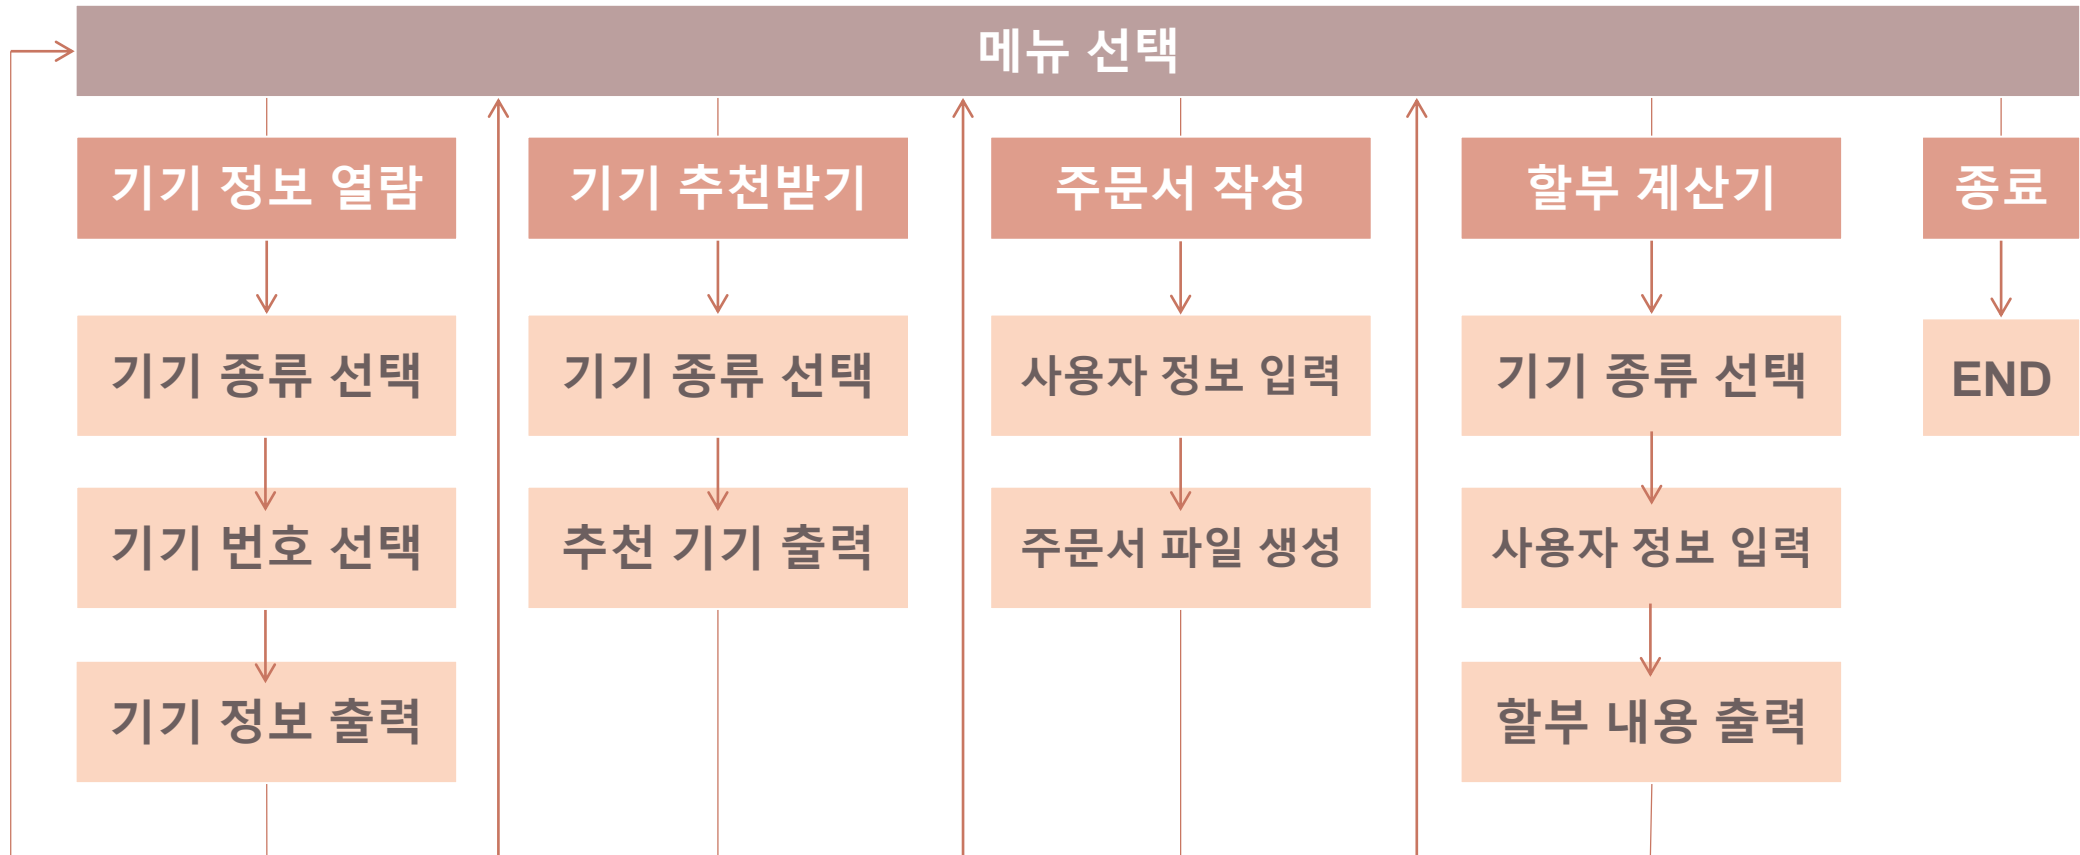 메뉴 선택
기기 정보 열람
기기 추천받기
주문서 작성
할부 계산기
종료
기기 종류 선택
기기 종류 선택
사용자 정보 입력
기기 종류 선택
END
기기 번호 선택
추천 기기 출력
주문서 파일 생성
사용자 정보 입력
기기 정보 출력
할부 내용 출력